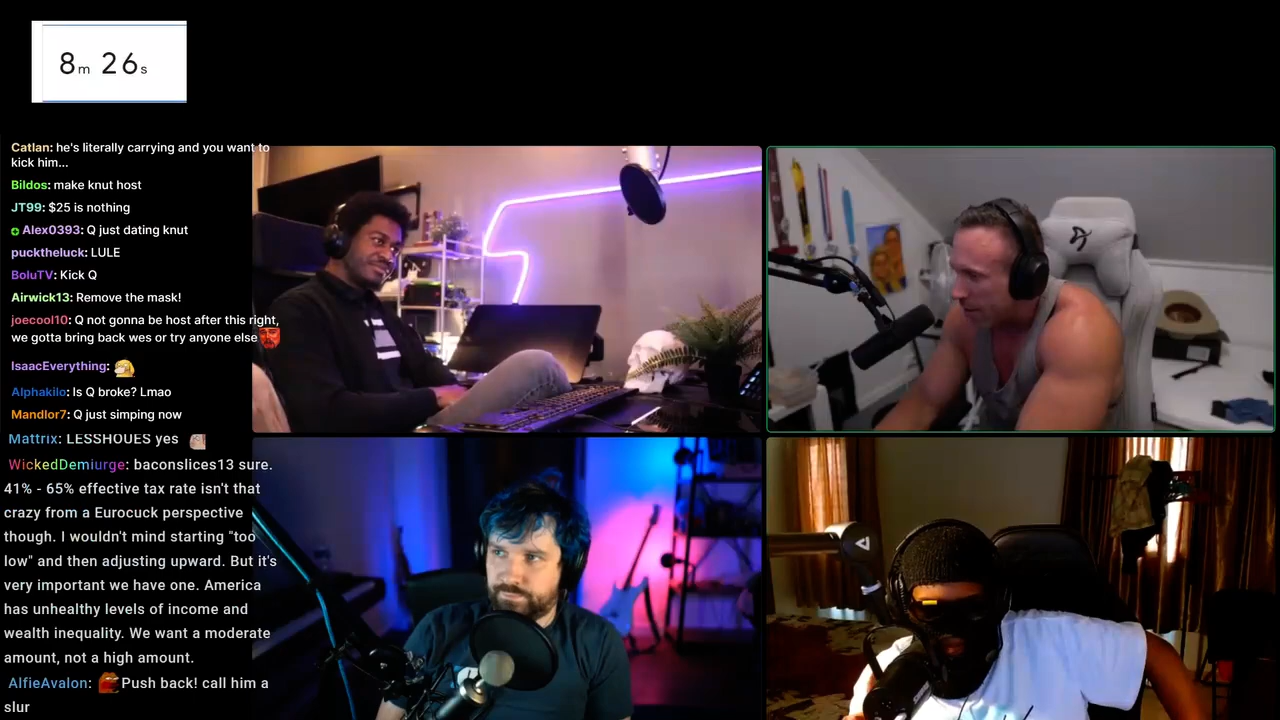 8m 26s
Catlan: he's literally carrying and you want to
kick him...
Bildos: make knut host
JT99: $25 is nothing
Alex0393: Q just dating knut
pucktheluck: LULE
BoluTV: Kick Q
Airwick13: Remove the mask!
joecool10: Q not gonna be host after this right,
we gotta bring back wes or try anyone else
IsaacEverything:
Alphakilo: Is Q broke? Lmao
Mandlor7: Q just simping now
Mattrix: LESSHOUES yes
WickedDemiurge: baconslices13 sure.
41% - 65% effective tax rate isn't that
crazy from a Eurocuck perspective
though. I wouldn't mind starting "too
low" and then adjusting upward. But it's
very important we have one. America
has unhealthy levels of income and
wealth inequality. We want a moderate
amount, not a high amount.
AlfieAvalon: Push back! call him a
slur